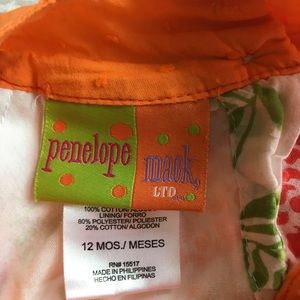 penelope
mack
LTD
100% COTTON
LINING/ FORRO
80% POLYESTER/ POLIESTER
20% COTTON/ ALGODON
12 MOS./ MESES
RN# 15517
MADE IN PHILIPPINES
HECHO EN FILIPINAS